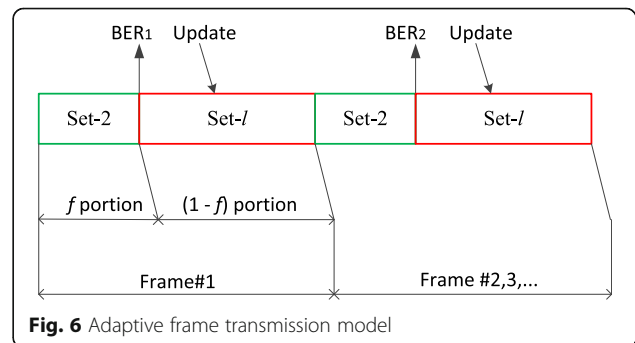 BER1 Update BER2 Update
Set-2 Set-l Set-2 Set-l
f portion (1 - f) portion
Frame#1 Frame #2,3,...
Fig. 6 Adaptive frame transmission model